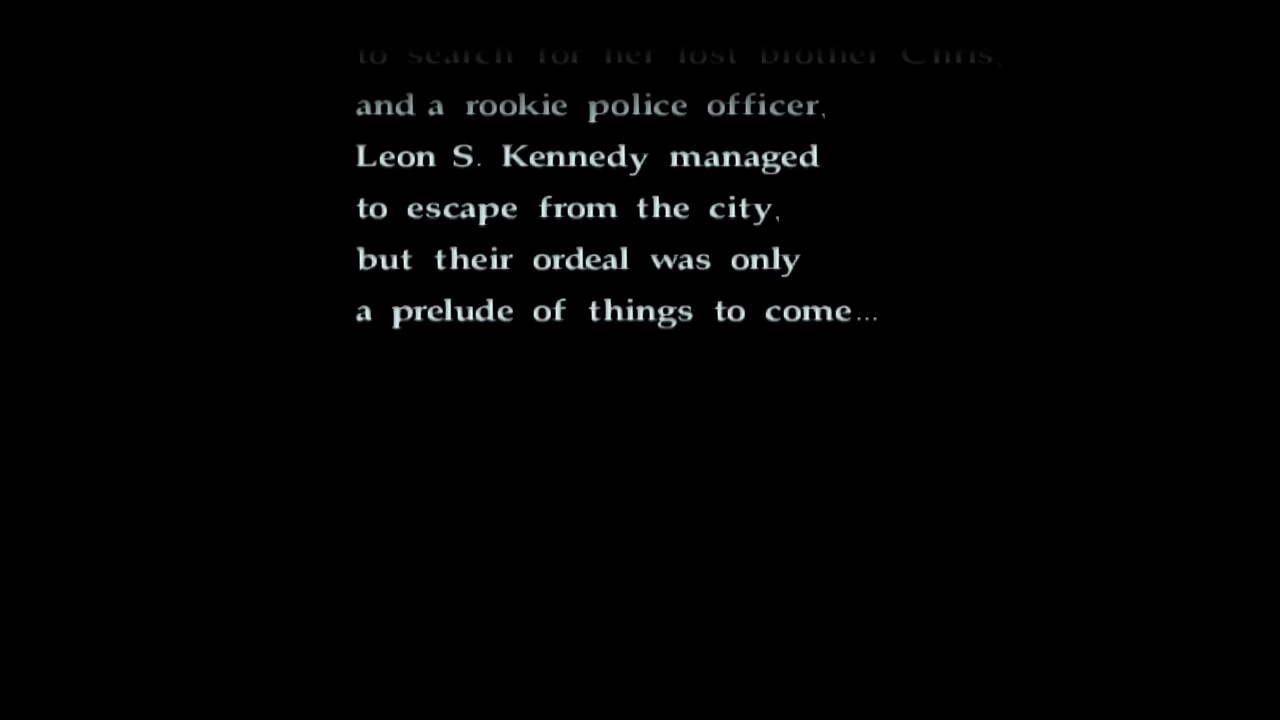 to search for her lost brother Chris,
and a rookie police officer,
Leon S. Kennedy managed
to escape from the city,
but their ordeal was only
a prelude of things to come...